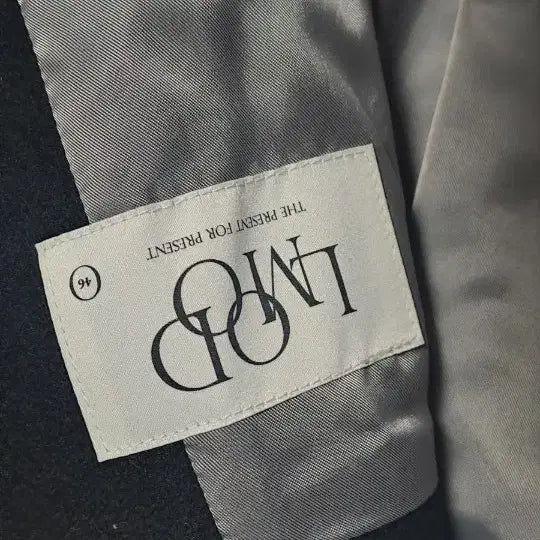 LMOOD
THE PRESENT FOR PRESENT
46